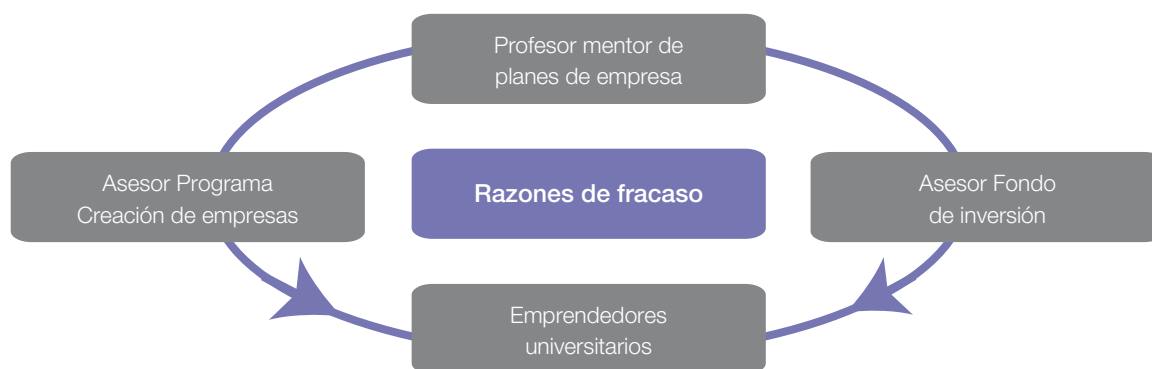 Profesor mentor de
planes de empresa
Asesor Programa
Creación de empresas
Razones de fracaso
Asesor Fondo
de inversión
Emprendedores
universitarios